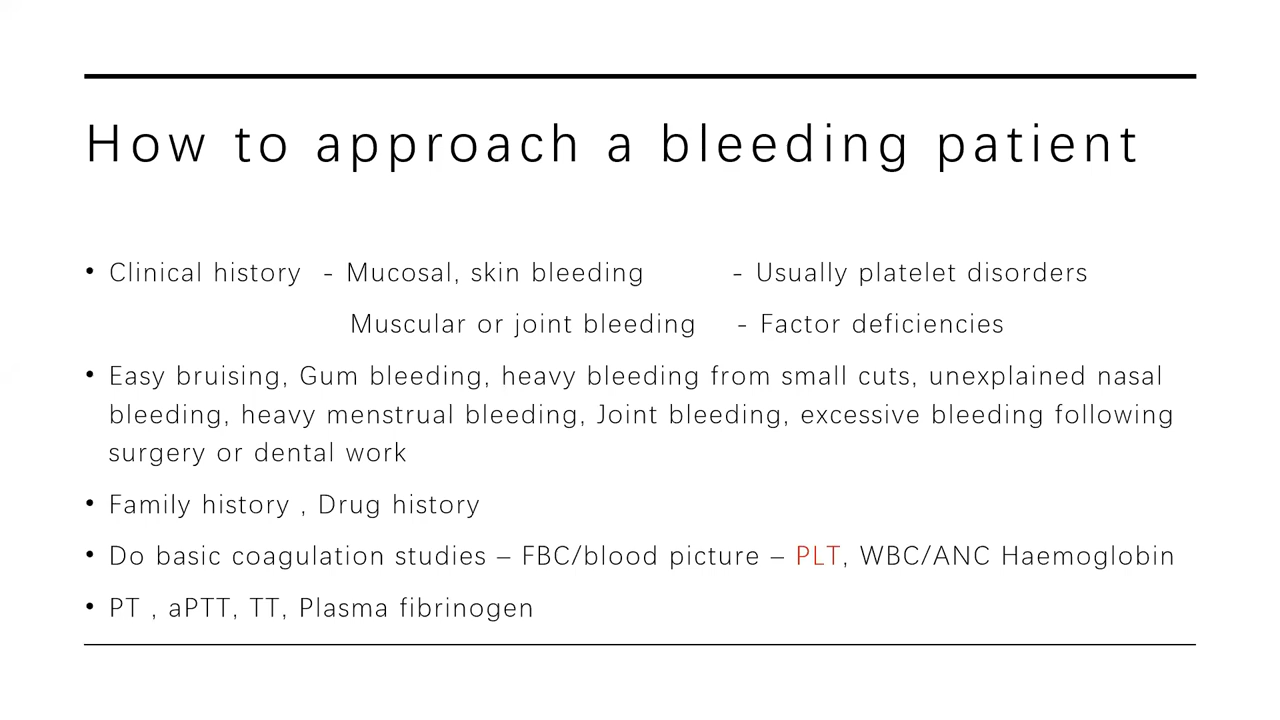 How to approach a bleeding patient
• Clinical history - Mucosal, skin bleeding - Usually platelet disorders
Muscular or joint bleeding - Factor deficiencies
• Easy bruising, Gum bleeding, heavy bleeding from small cuts, unexplained nasal
bleeding, heavy menstrual bleeding, Joint bleeding, excessive bleeding following
surgery or dental work
• Family history , Drug history
• Do basic coagulation studies – FBC/blood picture – PLT, WBC/ANC Haemoglobin
• PT , aPTT, TT, Plasma fibrinogen